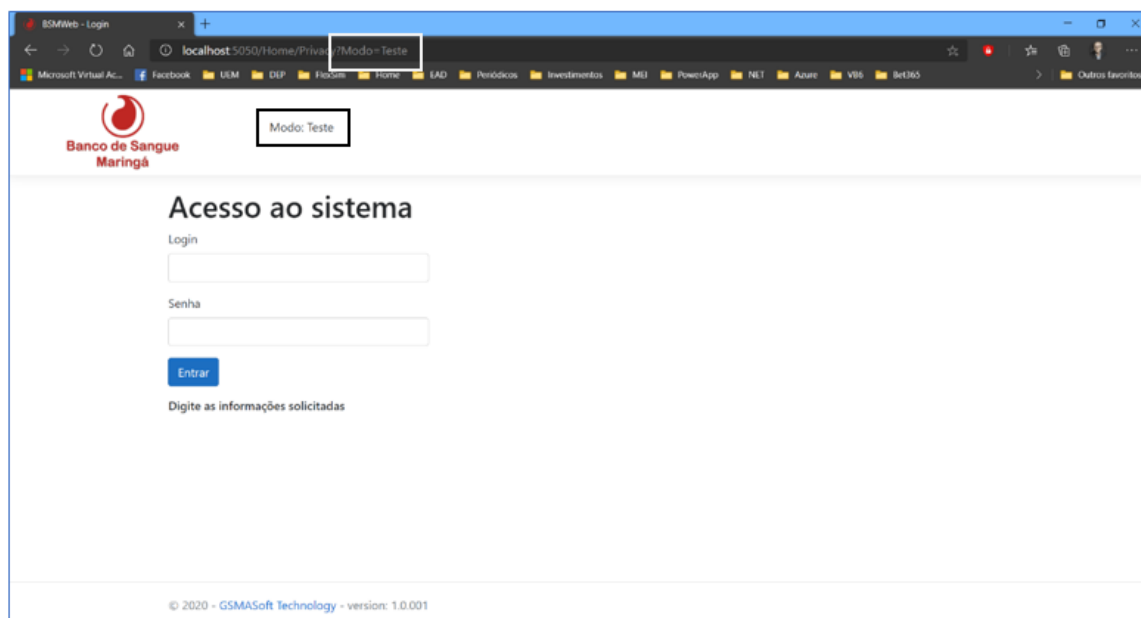 BSMWeb - Login
localhost:5050/Home/Privacy?Modo=Teste
Microsoft Virtual Ac... Facebook UEM DEP FlexSim Home EAD Periódicos Investimentos MEI PowerApp NET Azure VB6 Bet365 Outros favoritos
Banco de Sangue
Maringá
Modo: Teste
Acesso ao sistema
Login
Senha
Entrar
Digite as informações solicitadas
© 2020 - GSMASoft Technology - version: 1.0.001